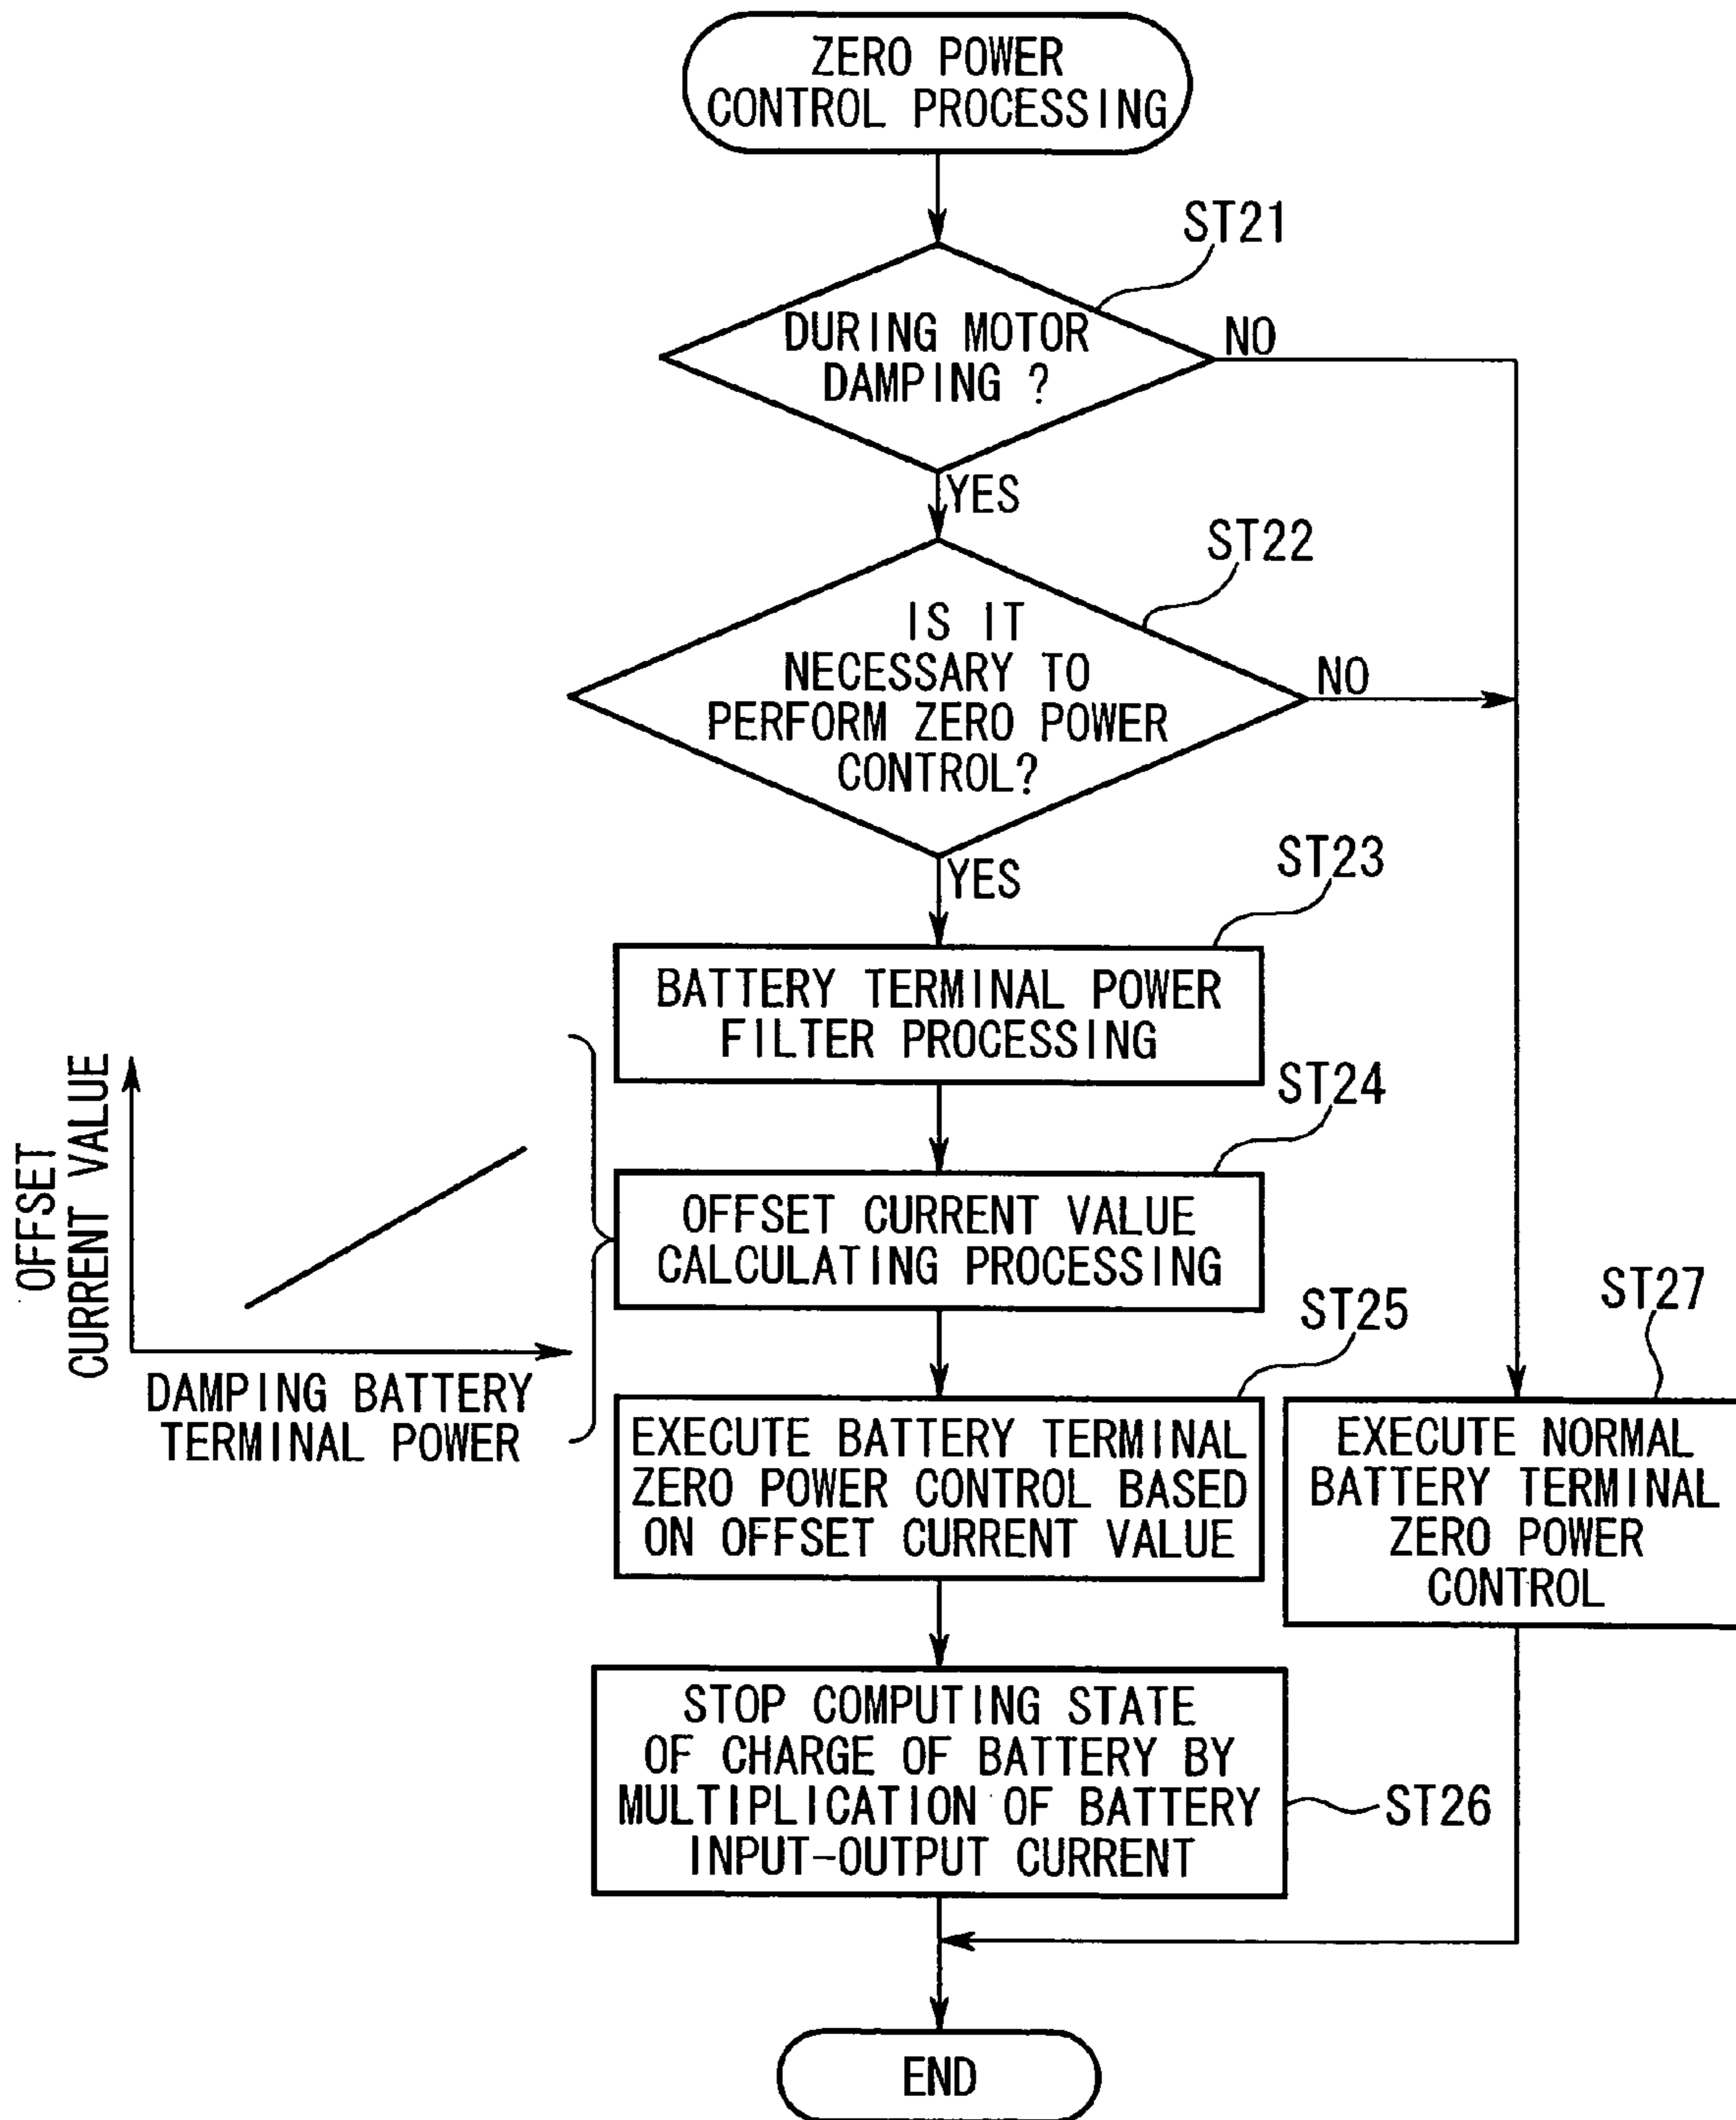 ZERO POWER
CONTROL PROCESSING
ST21
DURING MOTOR
DAMPING ?
NO
YES
ST22
IS IT
NECESSARY TO
PERFORM ZERO POWER
CONTROL?
NO
YES
ST23
BATTERY TERMINAL POWER
FILTER PROCESSING
ST24
OFFSET CURRENT VALUE
CALCULATING PROCESSING
OFFSET
CURRENT VALUE
DAMPING BATTERY
TERMINAL POWER
ST25
EXECUTE BATTERY TERMINAL
ZERO POWER CONTROL BASED
ON OFFSET CURRENT VALUE
ST27
EXECUTE NORMAL
BATTERY TERMINAL
ZERO POWER
CONTROL
STOP COMPUTING STATE
OF CHARGE OF BATTERY BY
MULTIPLICATION OF BATTERY
INPUT-OUTPUT CURRENT
ST26
END